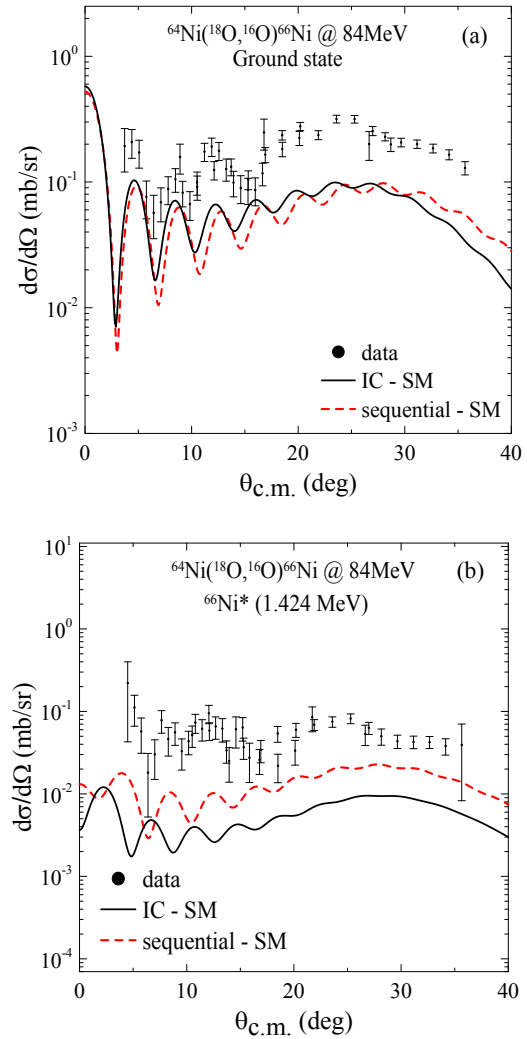 ⁶⁴Ni(¹⁸O,¹⁶O)⁶⁶Ni @ 84MeV (a)
Ground state
10⁰
10⁻¹
10⁻²
10⁻³
dσ/dΩ (mb/sr)
data
IC - SM
sequential - SM
0 10 20 30 40
θc.m. (deg)
10¹
⁶⁴Ni(¹⁸O,¹⁶O)⁶⁶Ni @ 84MeV (b)
⁶⁶Ni* (1.424 MeV)
10⁰
10⁻¹
10⁻²
10⁻³
10⁻⁴
dσ/dΩ (mb/sr)
data
IC - SM
sequential - SM
0 10 20 30 40
θc.m. (deg)